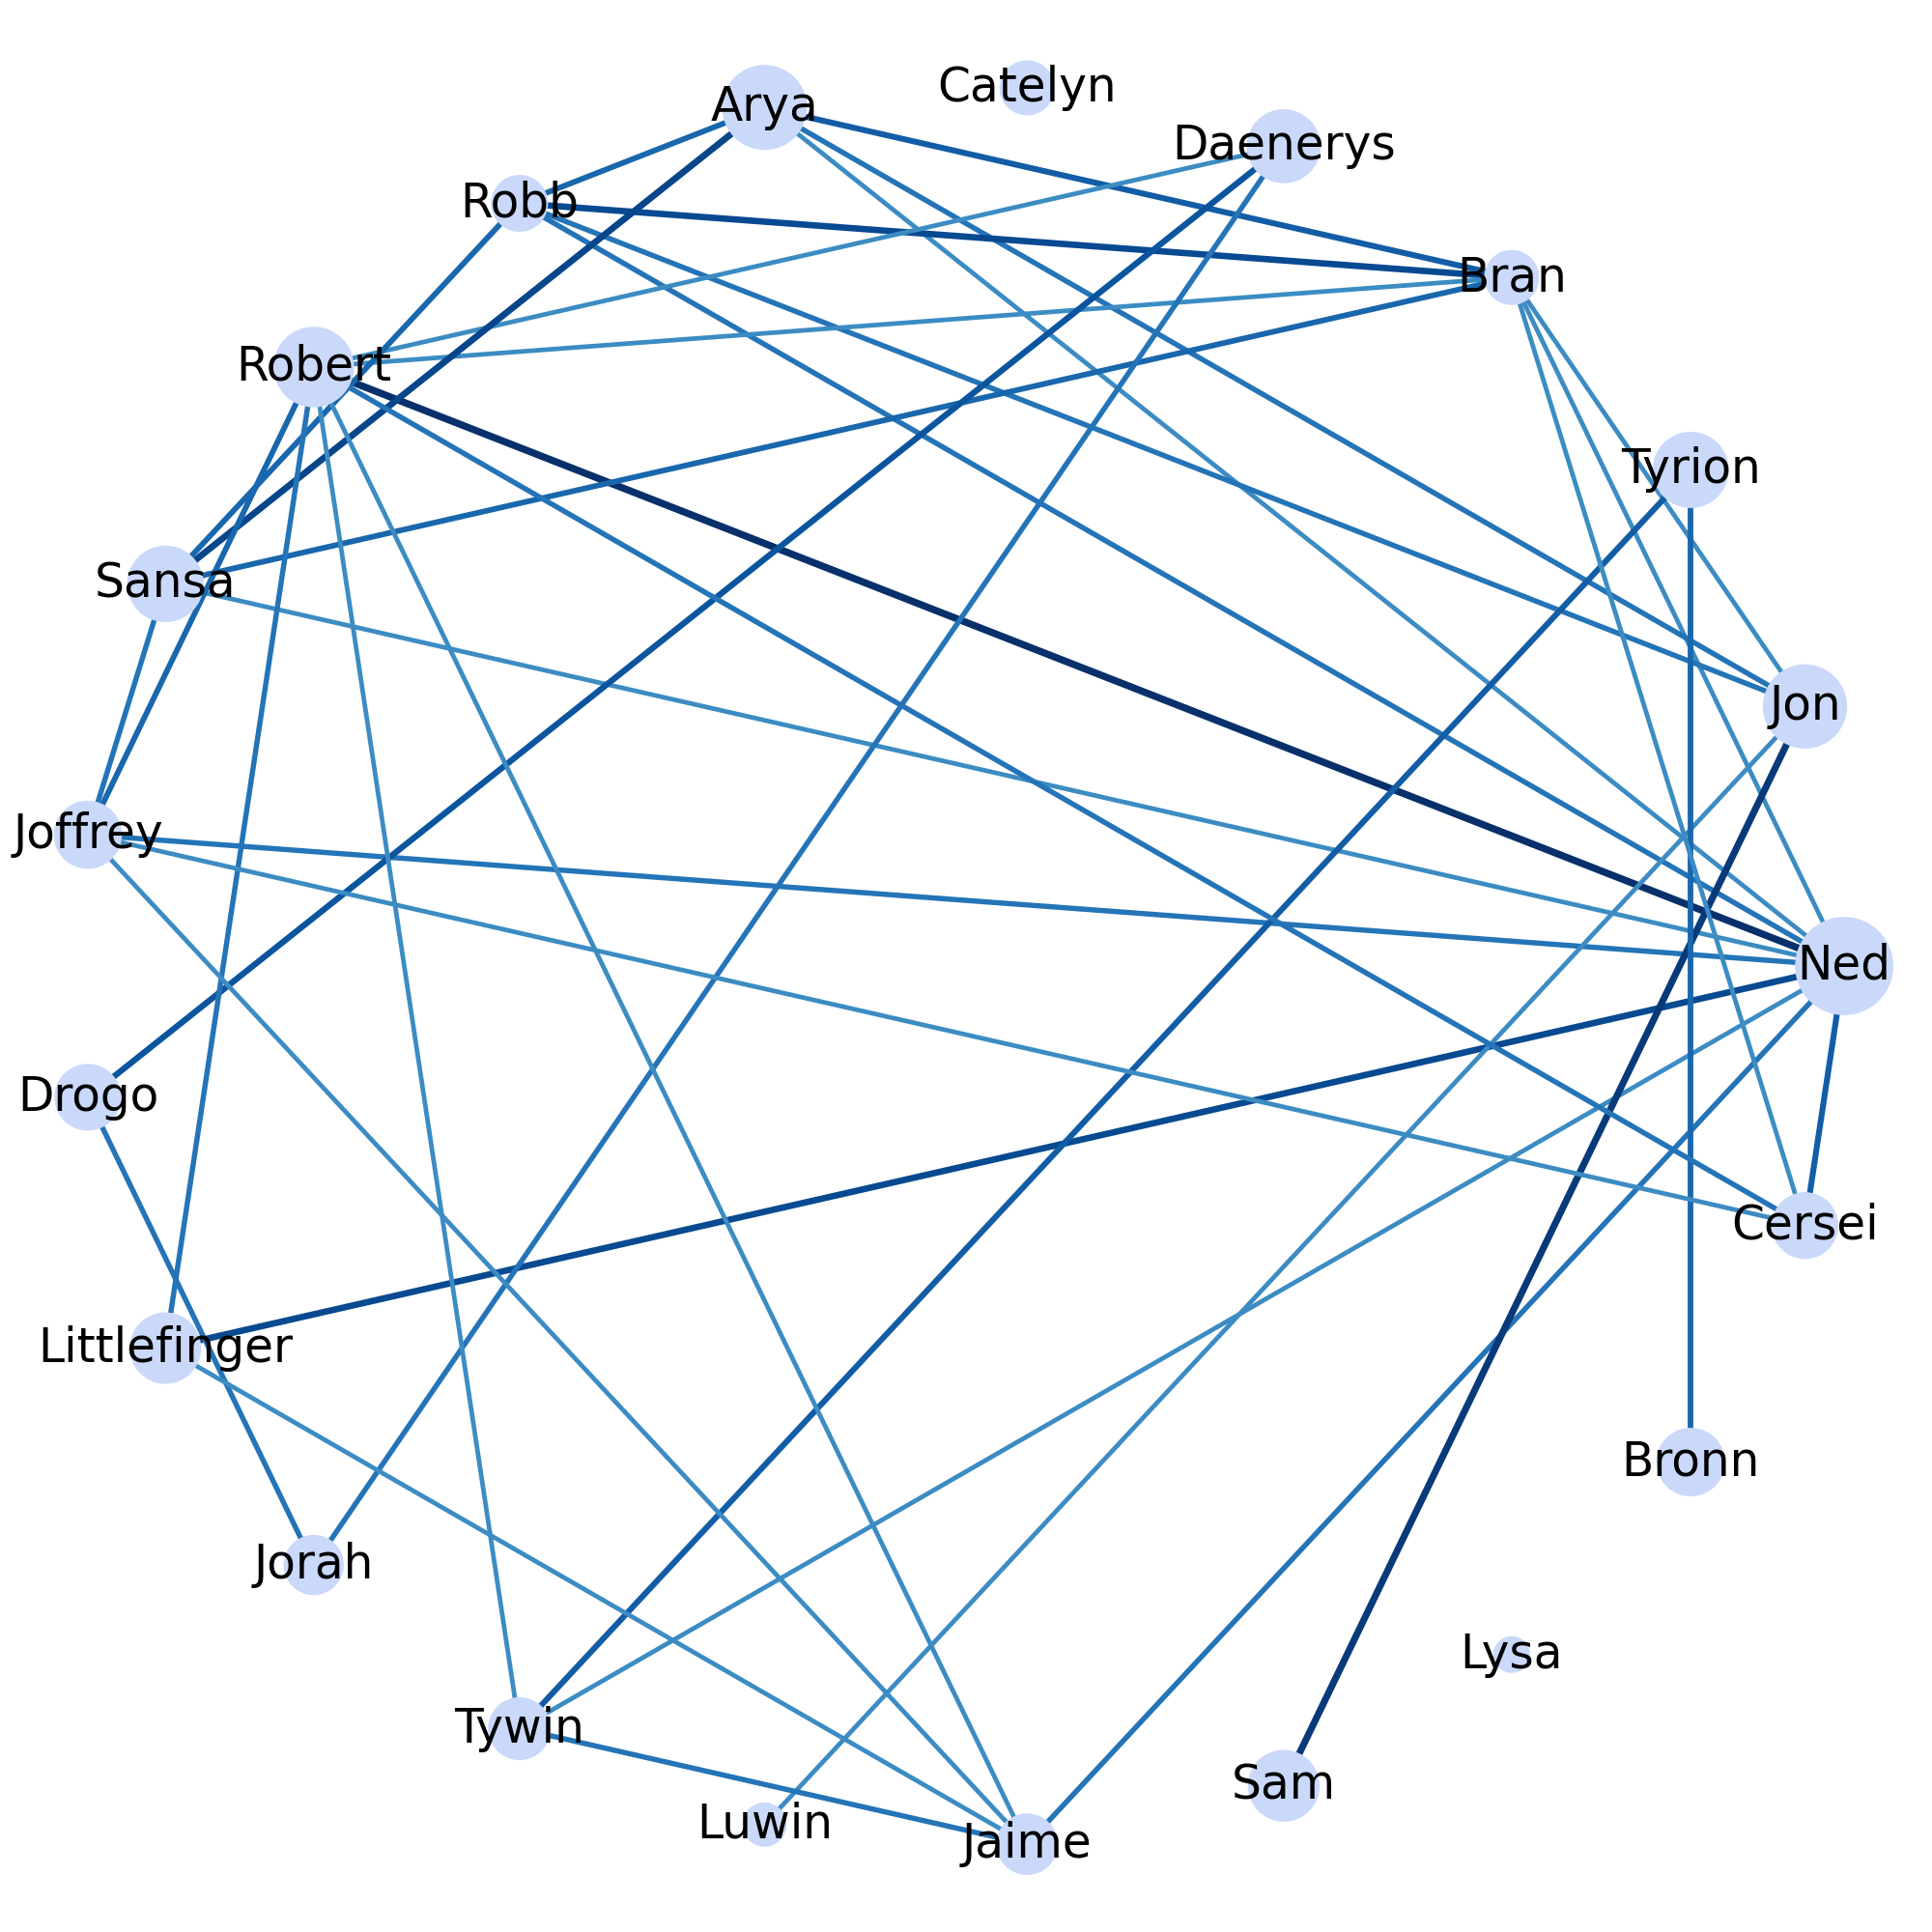 Catelyn
Arya
Daenerys
Robb
Bran
Robert
Tyrion
Sansa
Jon
Joffrey
Ned
Drogo
Cersei
Littlefinger
Bronn
Jorah
Lysa
Tywin
Sam
Luwin
Jaime